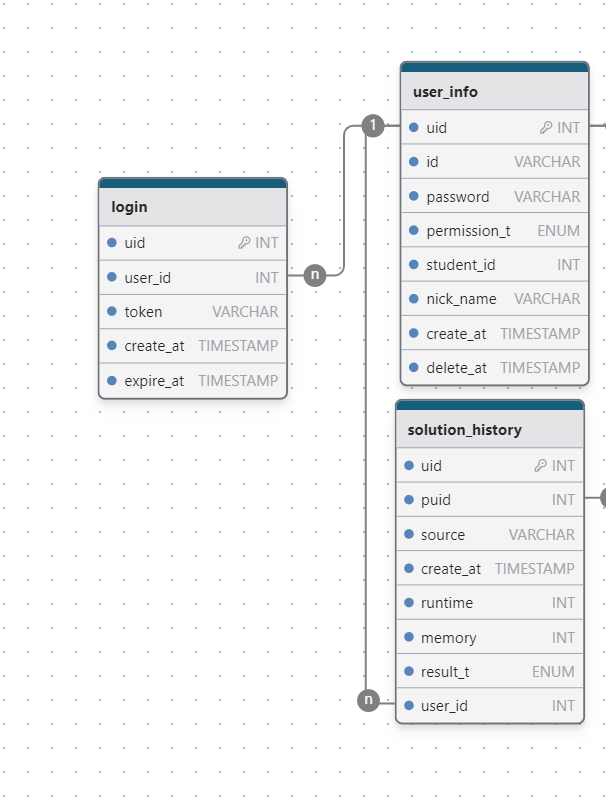 user_info
1
uid INT
id VARCHAR
password VARCHAR
permission_t ENUM
student_id INT
nick_name VARCHAR
create_at TIMESTAMP
delete_at TIMESTAMP
login
uid INT
user_id INT
n
token VARCHAR
create_at TIMESTAMP
expire_at TIMESTAMP
solution_history
uid INT
puid INT
source VARCHAR
create_at TIMESTAMP
runtime INT
memory INT
result_t ENUM
n
user_id INT